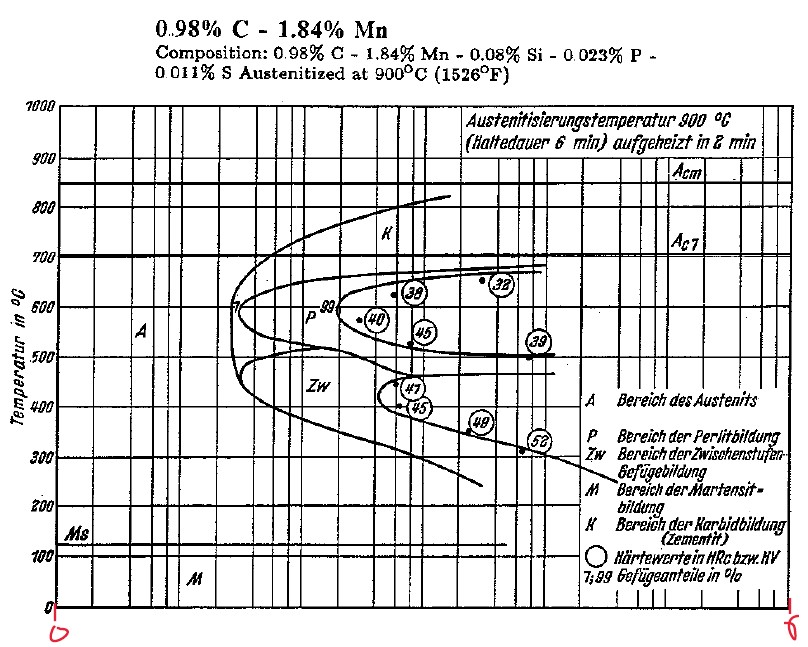 0.98% C - 1.84% Mn
Composition: 0.98% C - 1.84% Mn - 0.08% Si - 0.023% P -
0.011% S Austenitized at 900°C (1526°F)
Austenitisierungstemperatur 900 °C
(Haltedauer 6 min) aufgeheizt in 2 min
Temperatur in °C
1000
900
800
700
600
500
400
300
200
100
0
Acm
Ac1
K
A
1
P
99
38
32
40
45
39
Zw
47
45
49
52
Ms
M
A Bereich des Austenits
P Bereich der Perlitbildung
Zw Bereich der Zwischenstufen-
Gefügebildung
M Bereich der Martensit-
bildung
K Bereich der Karbidbildung
(Zementit)
Härtewerte in HRc bzw. HV
1;99 Gefügeanteile in %
0